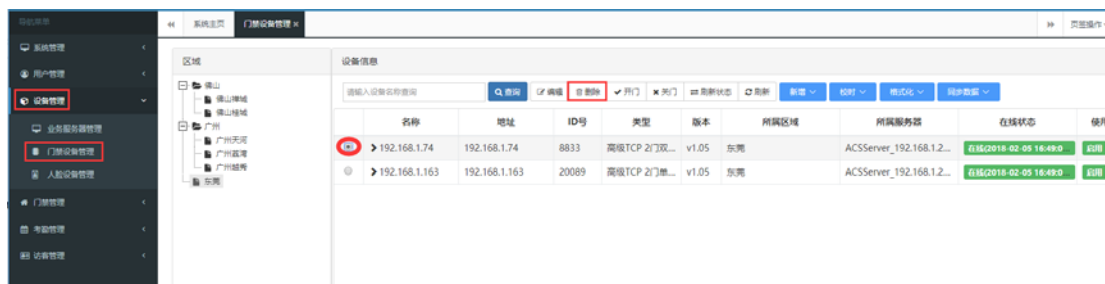 导航菜单
系统主页 门禁设备管理 ×
页签操作
系统管理
用户管理
设备管理
业务服务器管理
门禁设备管理
人脸设备管理
门禁管理
考勤管理
访客管理
区域
佛山
佛山禅城
佛山桂城
广州
广州天河
广州荔湾
广州越秀
东莞
设备信息
请输入设备名称查询 查询 编辑 删除 开门 关门 刷新状态 刷新 新增 校时 格式化 同步数据
名称 地址 ID号 类型 版本 所属区域 所属服务器 在线状态 使用
192.168.1.74 192.168.1.74 8833 高级TCP 2门双... v1.05 东莞 ACSServer_192.168.1.2... 在线(2018-02-05 16:49:0... 启用
192.168.1.163 192.168.1.163 20089 高级TCP 2门单... v1.05 东莞 ACSServer_192.168.1.2... 在线(2018-02-05 16:49:0... 启用